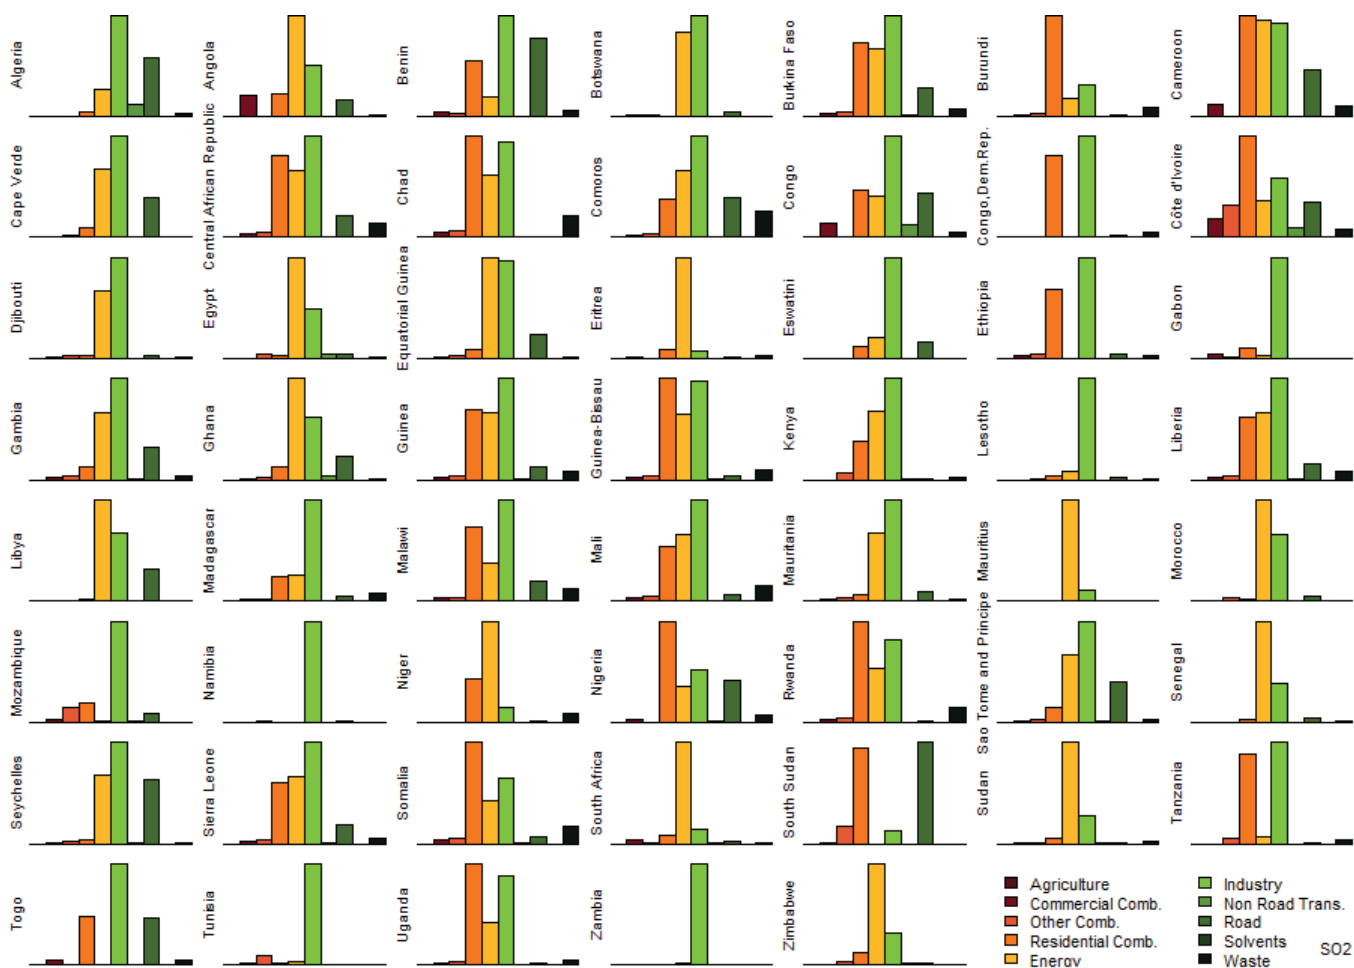 Algeria
Angola
Benin
Botswana
Burkina Faso
Burundi
Cameroon
Cape Verde
Central African Republic
Chad
Comoros
Congo
Congo,Dem.Rep.
Côte d'Ivoire
Djibouti
Egypt
Equatorial Guinea
Eritrea
Eswatini
Ethiopia
Gabon
Gambia
Ghana
Guinea
Guinea-Bissau
Kenya
Lesotho
Liberia
Libya
Madagascar
Malawi
Mali
Mauritania
Mauritius
Morocco
Mozambique
Namibia
Niger
Nigeria
Rwanda
Sao Tome and Principe
Senegal
Seychelles
Sierra Leone
Somalia
South Africa
South Sudan
Sudan
Tanzania
Togo
Tunisia
Uganda
Zambia
Zimbabwe
Agriculture
Commercial Comb.
Other Comb.
Residential Comb.
Energy
Industry
Non Road Trans.
Road
Solvents
Waste
SO2